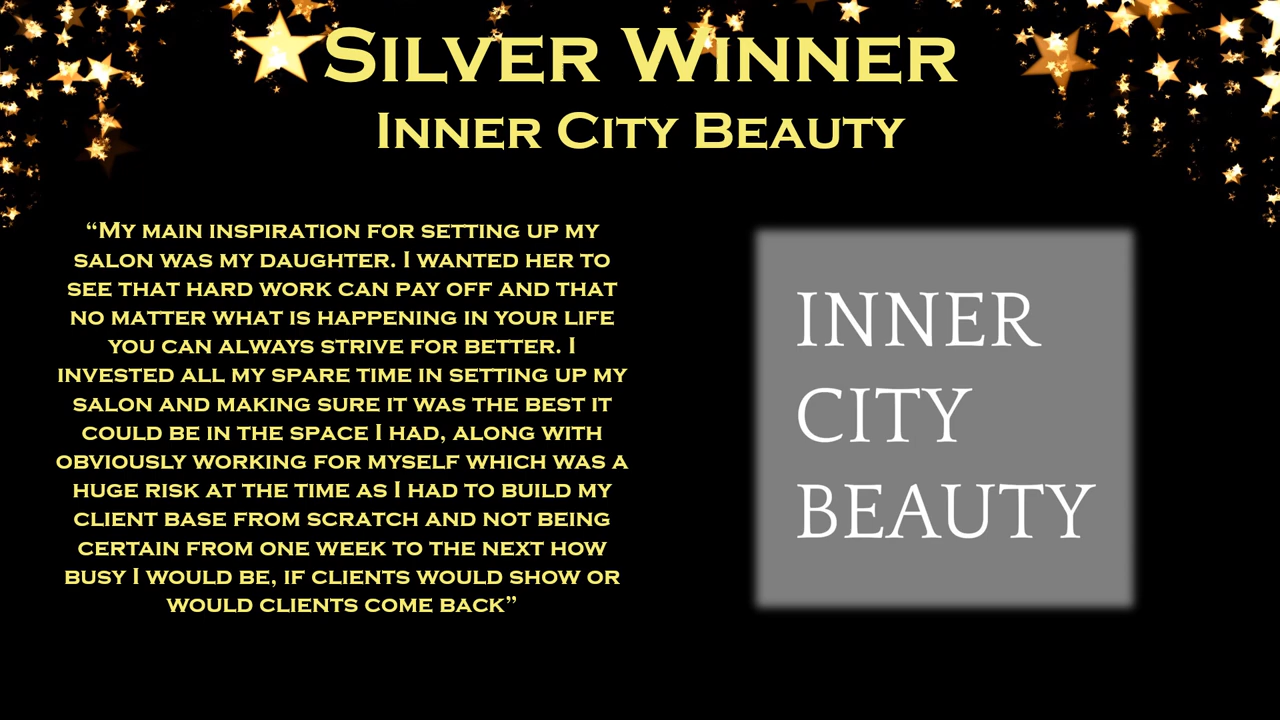 Silver Winner
Inner City Beauty
“My main inspiration for setting up my
salon was my daughter. I wanted her to
see that hard work can pay off and that
no matter what is happening in your life
you can always strive for better. I
invested all my spare time in setting up my
salon and making sure it was the best it
could be in the space I had, along with
obviously working for myself which was a
huge risk at the time as I had to build my
client base from scratch and not being
certain from one week to the next how
busy I would be, if clients would show or
would clients come back”
INNER
CITY
BEAUTY